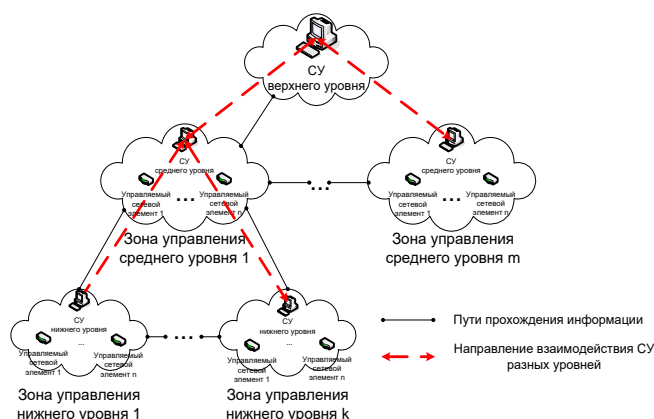 СУ
верхнего уровня
СУ
среднего уровня
Управляемый
сетевой
элемент 1
...
Управляемый
сетевой
элемент n
Зона управления
среднего уровня 1
...
СУ
среднего уровня
Управляемый
сетевой
элемент 1
...
Управляемый
сетевой
элемент n
Зона управления
среднего уровня m
СУ
нижнего уровня
...
Управляемый
сетевой
элемент 1
Управляемый
сетевой
элемент n
Зона управления
нижнего уровня 1
...
СУ
нижнего уровня
...
Управляемый
сетевой
элемент 1
Управляемый
сетевой
элемент n
Зона управления
нижнего уровня k
Пути прохождения информации
Направление взаимодействия СУ
разных уровней